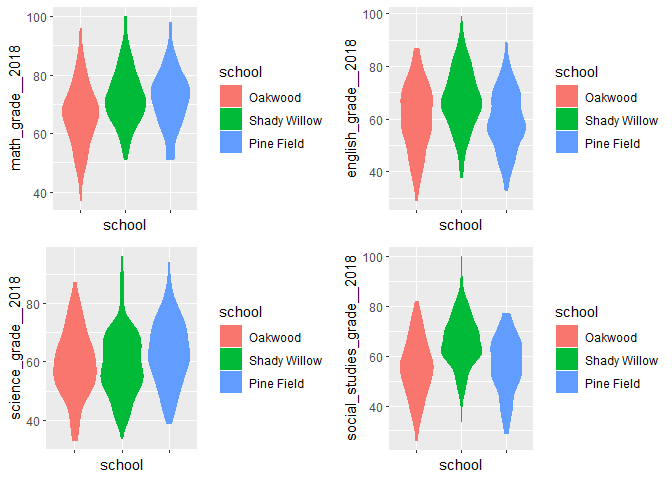 math_grade__2018
100
80
60
40
school
school
Oakwood
Shady Willow
Pine Field
english_grade__2018
100
80
60
40
school
school
Oakwood
Shady Willow
Pine Field
science_grade__2018
80
60
40
school
school
Oakwood
Shady Willow
Pine Field
social_studies_grade__2018
100
80
60
40
school
school
Oakwood
Shady Willow
Pine Field